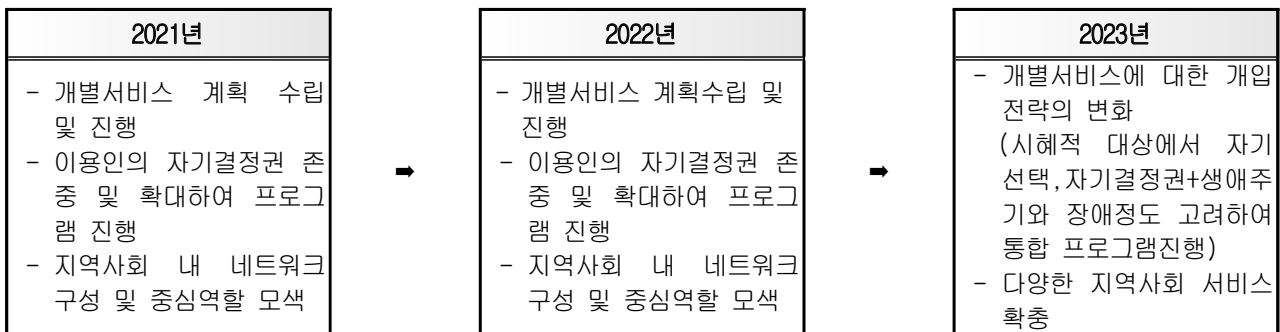 2021년
- 개별서비스 계획 수립
및 진행
- 이용인의 자기결정권 존
중 및 확대하여 프로그
램 진행
- 지역사회 내 네트워크
구성 및 중심역할 모색
➡
2022년
- 개별서비스 계획수립 및
진행
- 이용인의 자기결정권 존
중 및 확대하여 프로그
램 진행
- 지역사회 내 네트워크
구성 및 중심역할 모색
➡
2023년
- 개별서비스에 대한 개입
전략의 변화
(시혜적 대상에서 자기
선택,자기결정권+생애주
기와 장애정도 고려하여
통합 프로그램진행)
- 다양한 지역사회 서비스
확충